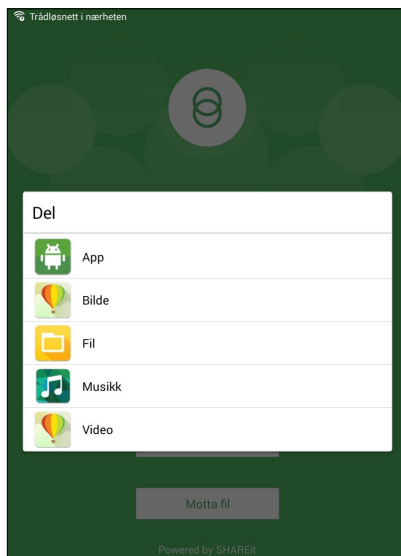 Trådløsnett i nærheten
Del
App
Bilde
Fil
Musikk
Video
Motta fil
Powered by SHAREit